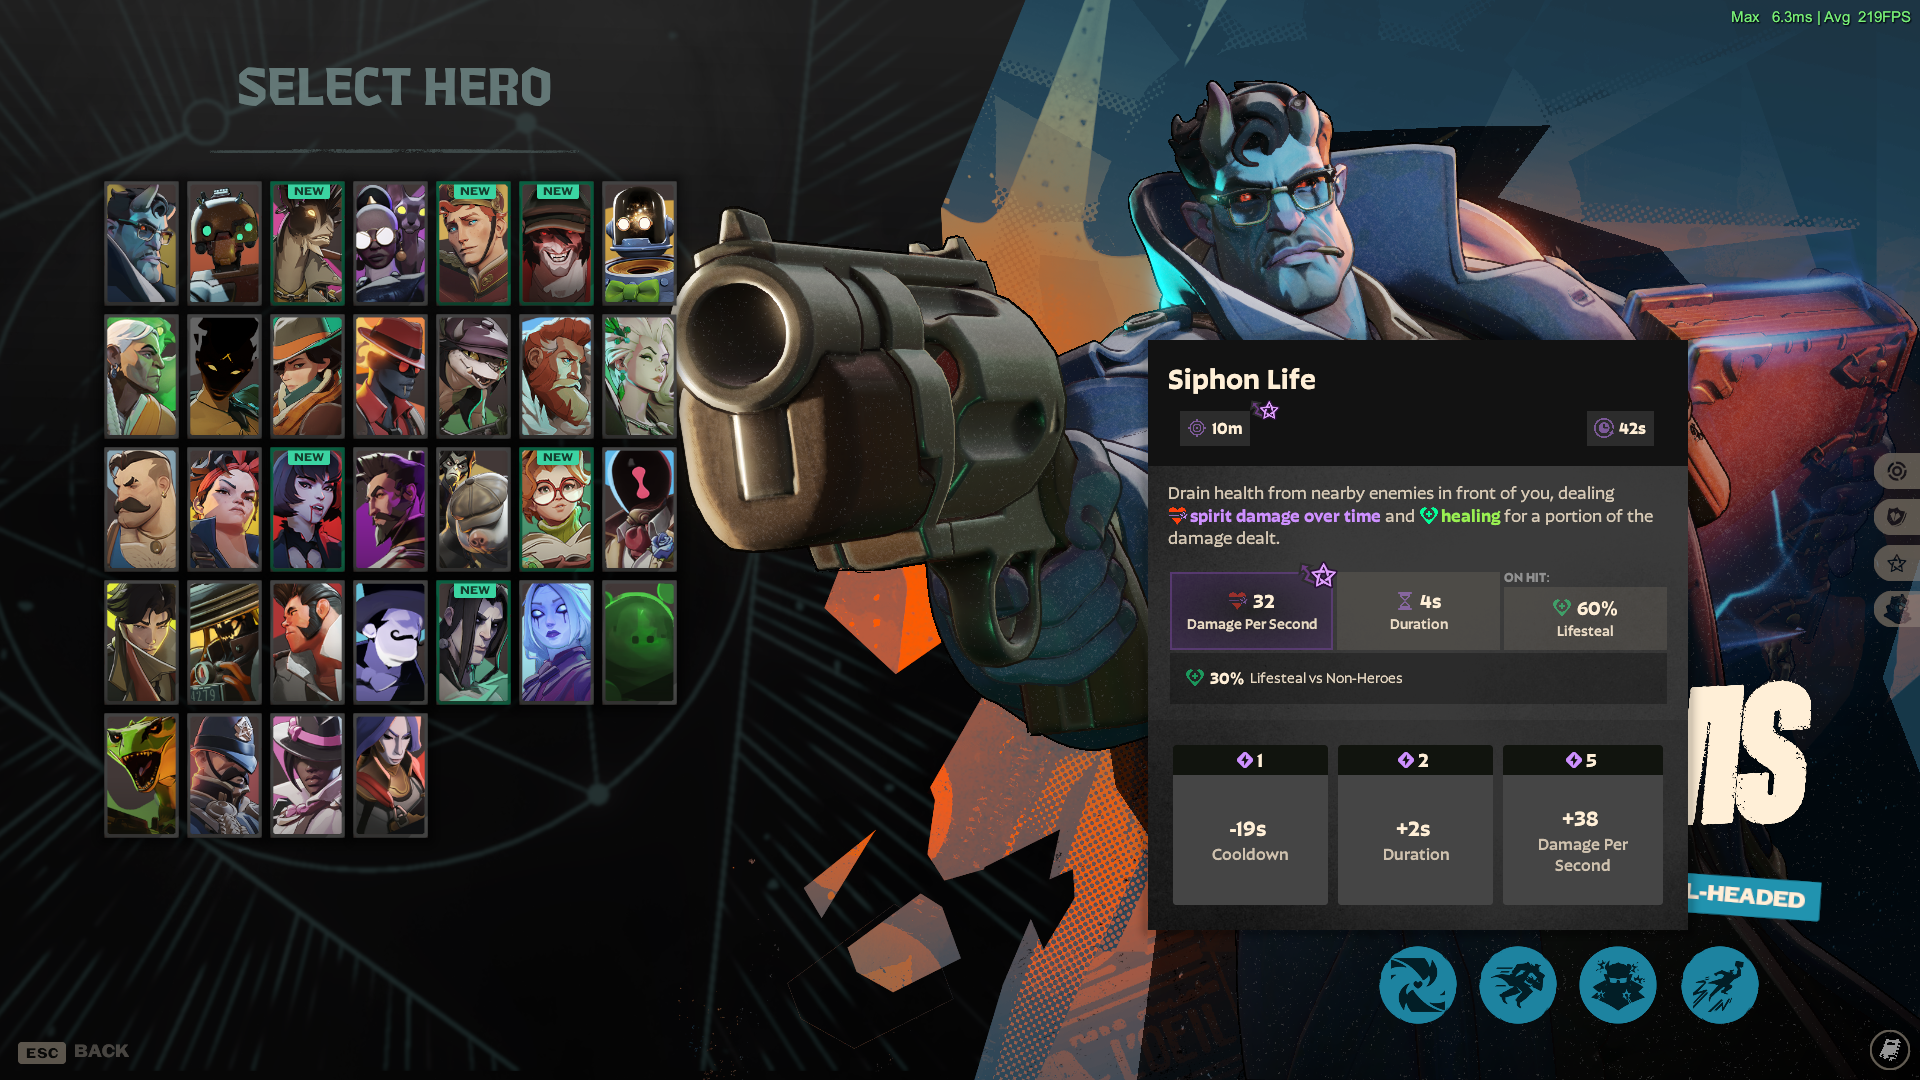 Max 6.3ms | Avg 219FPS
SELECT HERO
NEW
NEW
NEW
Siphon Life
10m
42s
Drain health from nearby enemies in front of you, dealing
spirit damage over time and healing for a portion of the
damage dealt.
NEW
NEW
ON HIT:
32
Damage Per Second
4s
Duration
60%
Lifesteal
NEW
30% Lifesteal vs Non-Heroes
4279
MS
1
-19s
Cooldown
2
+2s
Duration
5
+38
Damage Per
Second
L-HEADED
ESC BACK